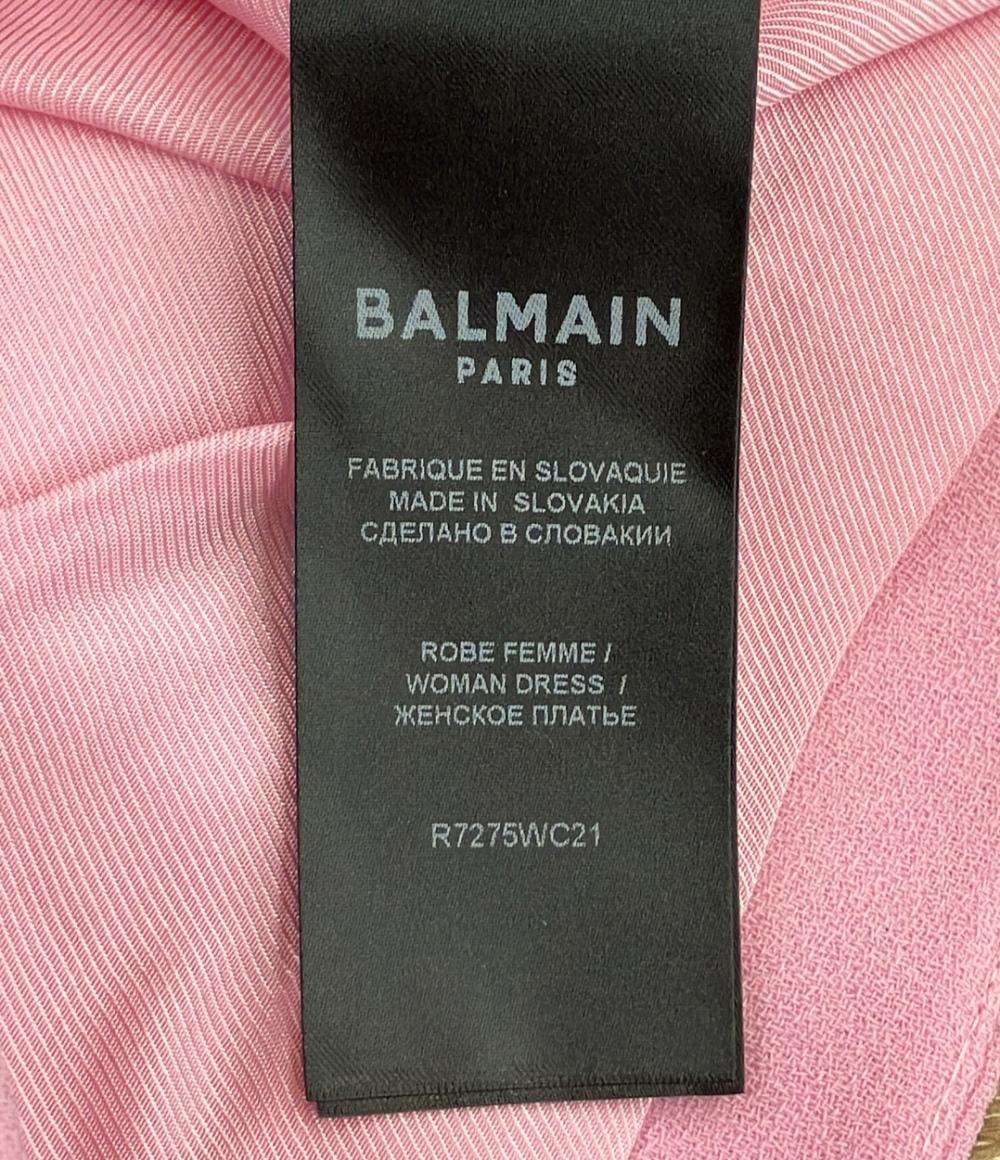 BALMAIN
PARIS
FABRIQUE EN SLOVAQUIE
MADE IN SLOVAKIA
СДЕЛАНО В СЛОВАКИИ
ROBE FEMME /
WOMAN DRESS /
ЖЕНСКОЕ ПЛАТЬЕ
R7275WC21